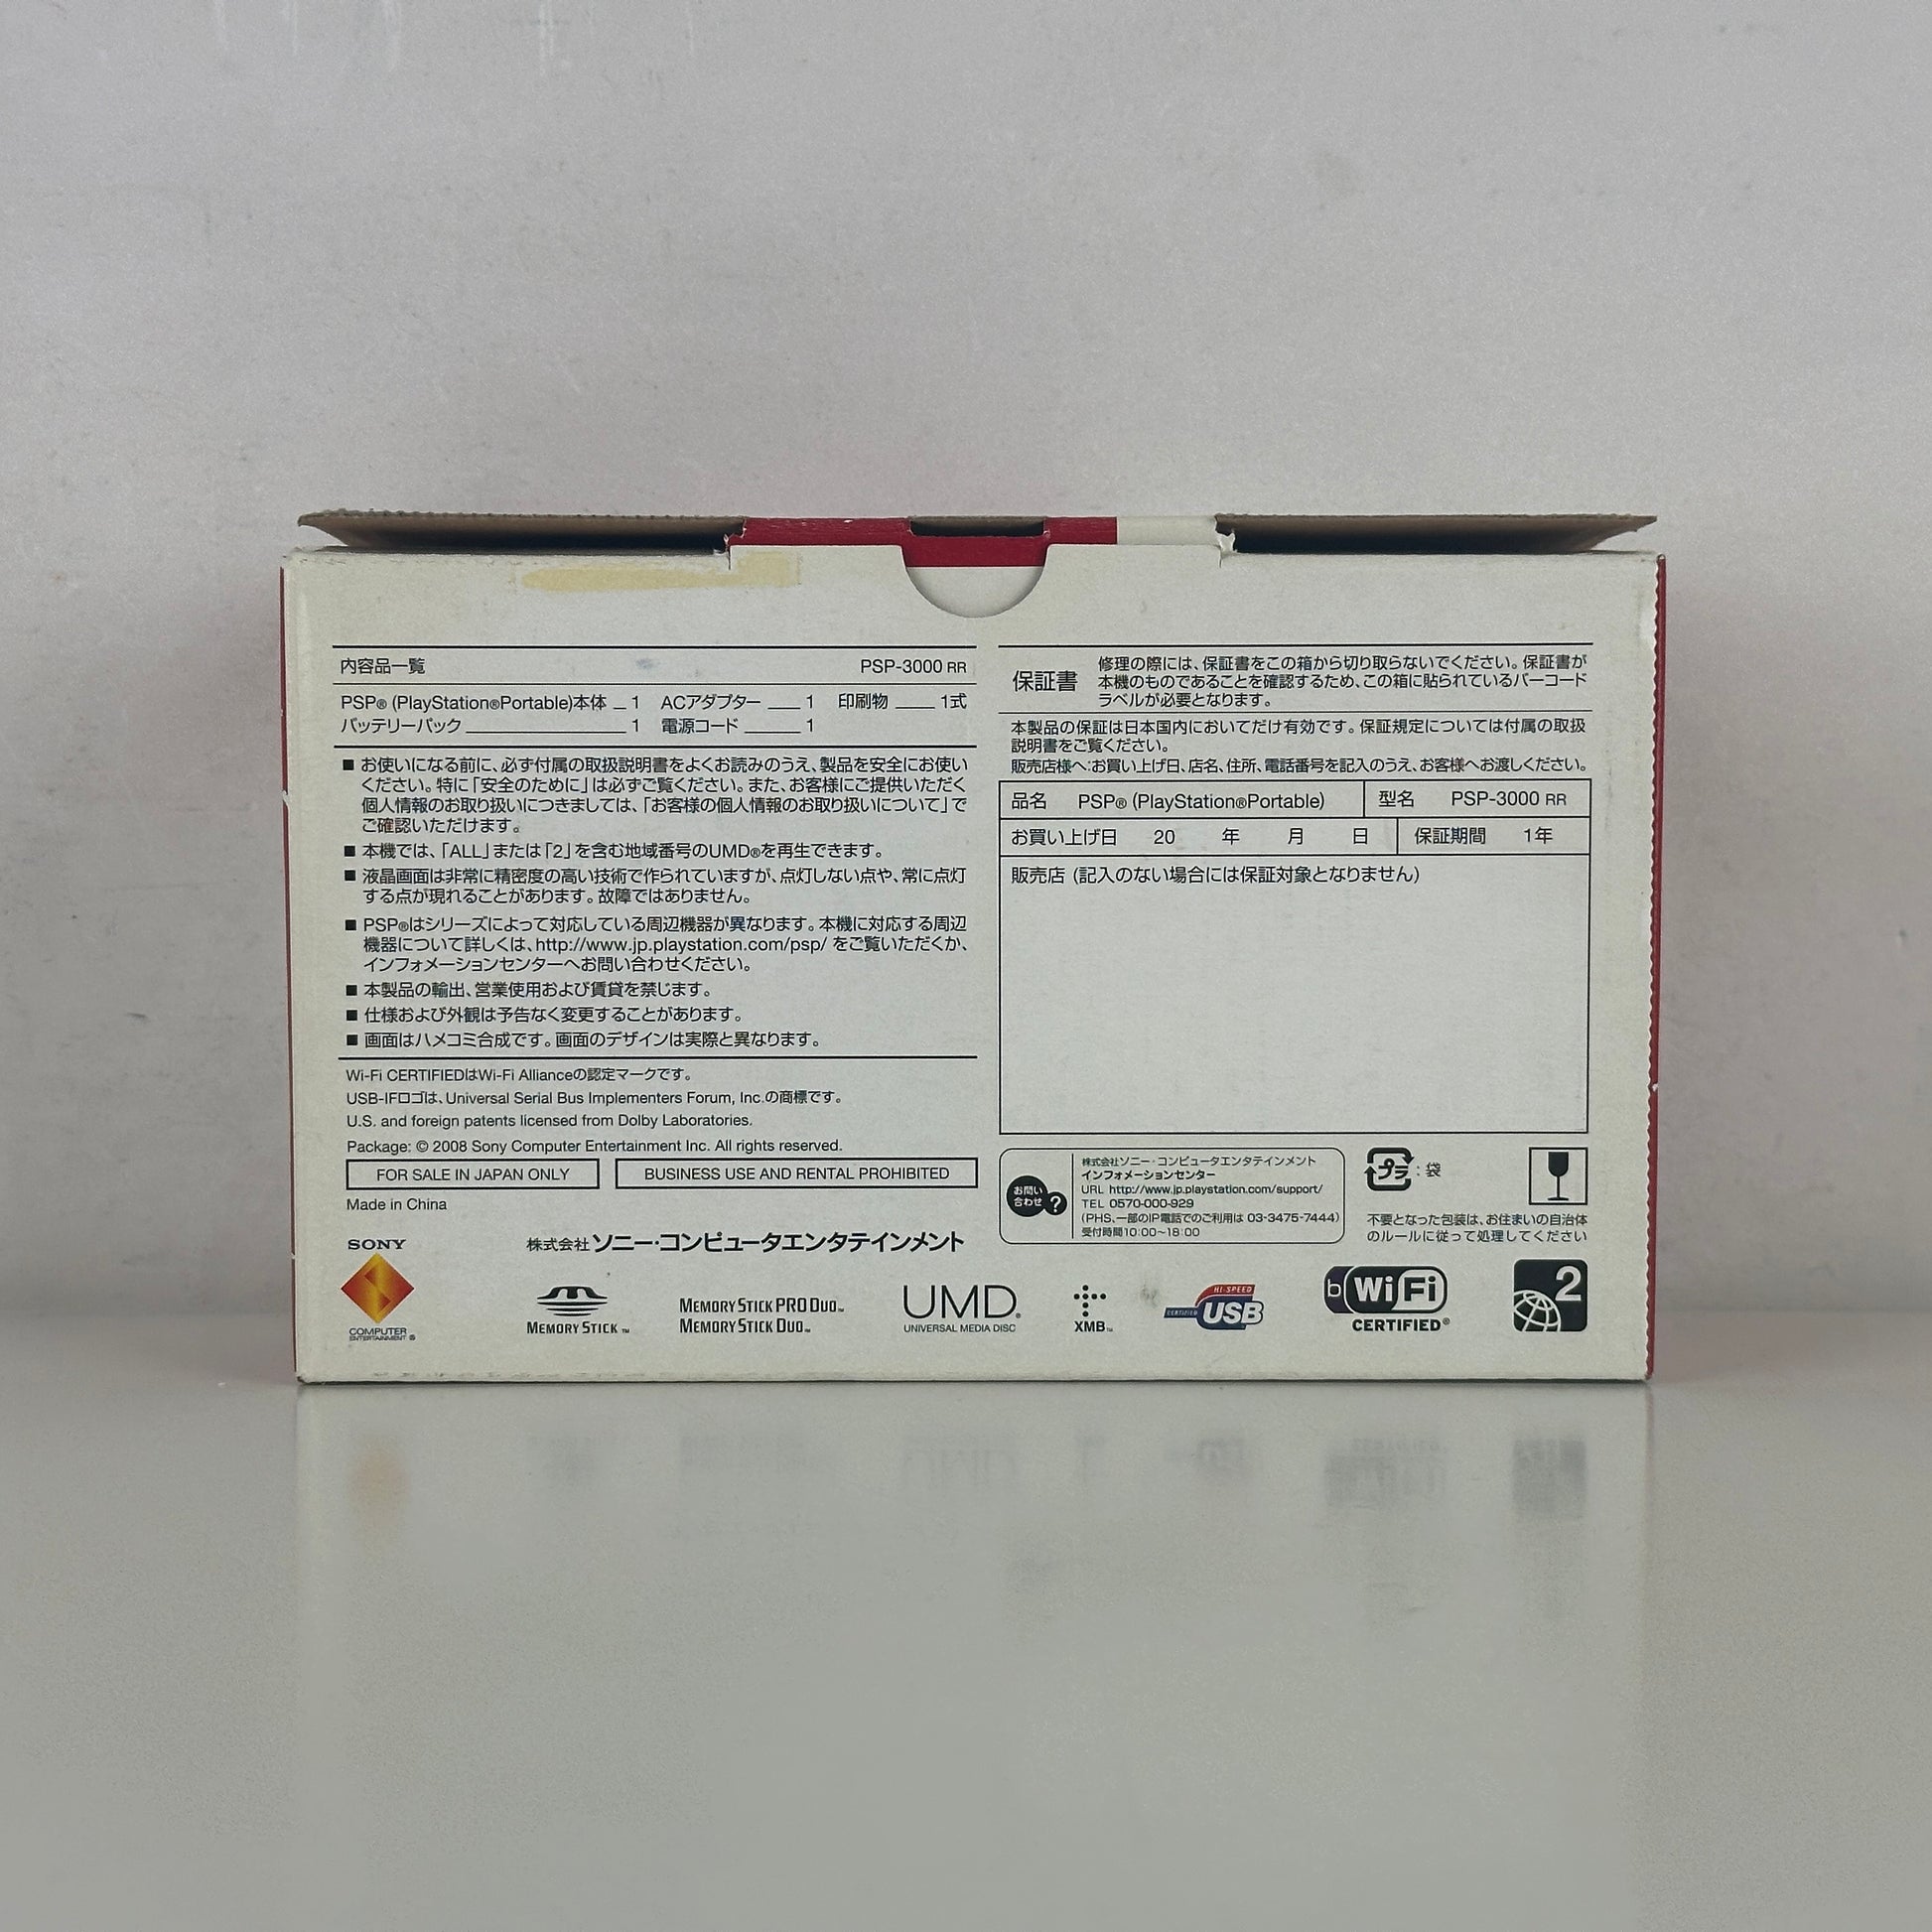 内容品一覧 PSP-3000 RR
PSP® (PlayStation®Portable)本体 1 ACアダプター 1 印刷物 1式
バッテリーパック 1 電源コード 1
■ お使いになる前に、必ず付属の取扱説明書をよくお読みのうえ、製品を安全にお使い
ください。特に「安全のために」は必ずご覧ください。また、お客様にご提供いただく
個人情報のお取り扱いにつきましては、「お客様の個人情報のお取り扱いについて」で
ご確認いただけます。
■ 本機では、「ALL」または「2」を含む地域番号のUMD®を再生できます。
■ 液晶画面は非常に精密度の高い技術で作られていますが、点灯しない点や、常に点灯
する点が現れることがあります。故障ではありません。
■ PSP®はシリーズによって対応している周辺機器が異なります。本機に対応する周辺
機器について詳しくは、http://www.jp.playstation.com/psp/ をご覧いただくか、
インフォメーションセンターへお問い合わせください。
■ 本製品の輸出、営業使用および賃貸を禁じます。
■ 仕様および外観は予告なく変更することがあります。
■ 画面はハメコミ合成です。画面のデザインは実際と異なります。
Wi-Fi CERTIFIEDはWi-Fi Allianceの認定マークです。
USB-IFロゴは、Universal Serial Bus Implementers Forum, Inc.の商標です。
U.S. and foreign patents licensed from Dolby Laboratories.
Package: © 2008 Sony Computer Entertainment Inc. All rights reserved.
FOR SALE IN JAPAN ONLY BUSINESS USE AND RENTAL PROHIBITED
Made in China
SONY
COMPUTER
ENTERTAINMENT ®
株式会社ソニー・コンピュータエンタテインメント
保証書
修理の際には、保証書をこの箱から切り取らないでください。保証書が
本機のものであることを確認するため、この箱に貼られているバーコード
ラベルが必要となります。
本製品の保証は日本国内においてだけ有効です。保証規定については付属の取扱
説明書をご覧ください。
販売店様へ:お買い上げ日、店名、住所、電話番号を記入のうえ、お客様へお渡しください。
品名 PSP® (PlayStation®Portable) 型名 PSP-3000 RR
お買い上げ日 20 年 月 日 保証期間 1年
販売店 (記入のない場合には保証対象となりません)
お問い
合わせ ?
株式会社ソニー・コンピュータエンタテインメント
インフォメーションセンター
URL http://www.jp.playstation.com/support/
TEL 0570-000-929
(PHS、一部のIP電話でのご利用は 03-3475-7444)
受付時間10:00〜18:00
プラ : 袋
不要となった包装は、お住まいの自治体
のルールに従って処理してください
MEMORY STICK™
MEMORY STICK PRO DUO™
MEMORY STICK DUO™
UMD®
UNIVERSAL MEDIA DISC
XMB™
HI-SPEED
CERTIFIED USB
b Wi Fi
CERTIFIED®
2